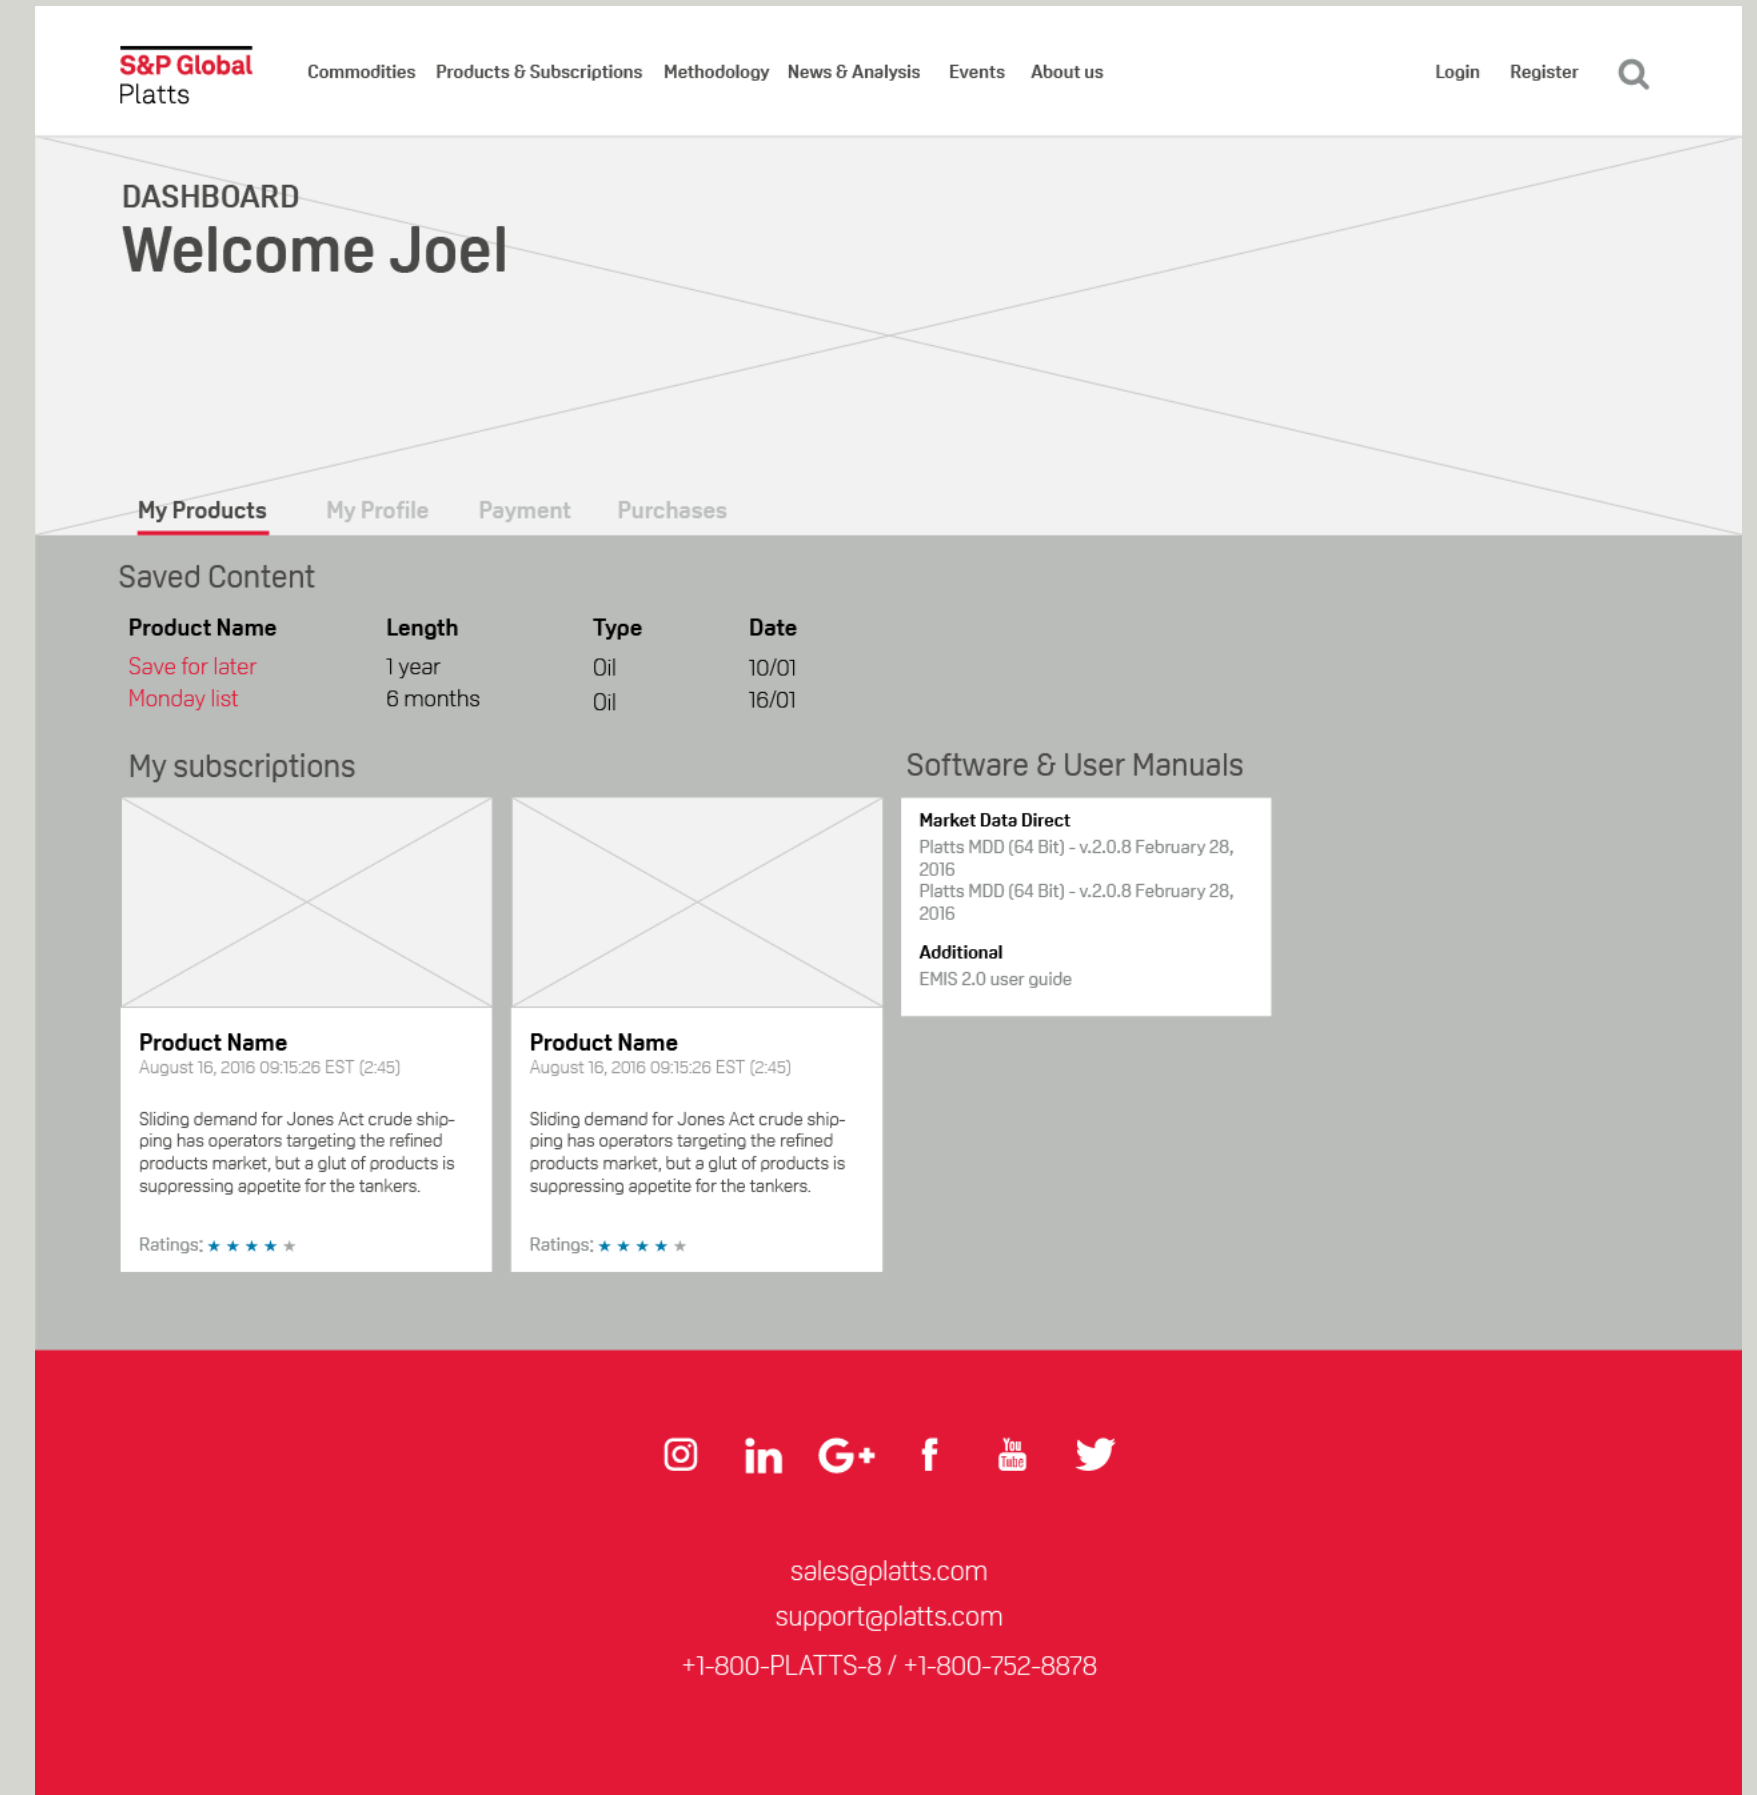 S&P Global
Platts
Commodities Products & Subscriptions Methodology News & Analysis Events About us Login Register
DASHBOARD
Welcome Joel
My Products My Profile Payment Purchases
Saved Content
Product Name Length Type Date
Save for later 1 year Oil 10/01
Monday list 6 months Oil 16/01
My subscriptions
Product Name
August 16, 2016 09:15:26 EST (2:45)
Sliding demand for Jones Act crude ship-
ping has operators targeting the refined
products market, but a glut of products is
suppressing appetite for the tankers.
Ratings:
Product Name
August 16, 2016 09:15:26 EST (2:45)
Sliding demand for Jones Act crude ship-
ping has operators targeting the refined
products market, but a glut of products is
suppressing appetite for the tankers.
Ratings:
Software & User Manuals
Market Data Direct
Platts MDD (64 Bit) - v.2.0.8 February 28,
2016
Platts MDD (64 Bit) - v.2.0.8 February 28,
2016
Additional
EMIS 2.0 user guide
in G+ f You Tube
sales@platts.com
support@platts.com
+1-800-PLATTS-8 / +1-800-752-8878